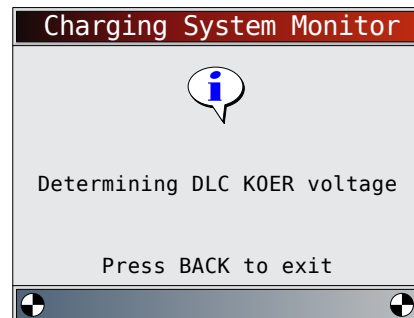 Charging System Monitor
i
Determining DLC KOER voltage
Press BACK to exit